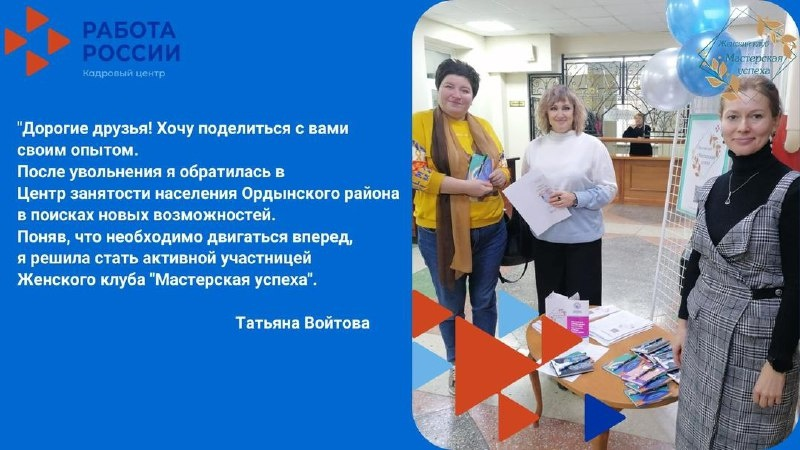 РАБОТА
РОССИИ
Кадровый центр
"Дорогие друзья! Хочу поделиться с вами
своим опытом.
После увольнения я обратилась в
Центр занятости населения Ордынского района
в поисках новых возможностей.
Поняв, что необходимо двигаться вперед,
я решила стать активной участницей
Женского клуба "Мастерская успеха".
Татьяна Войтова
Женский клуб
Мастерская
успеха